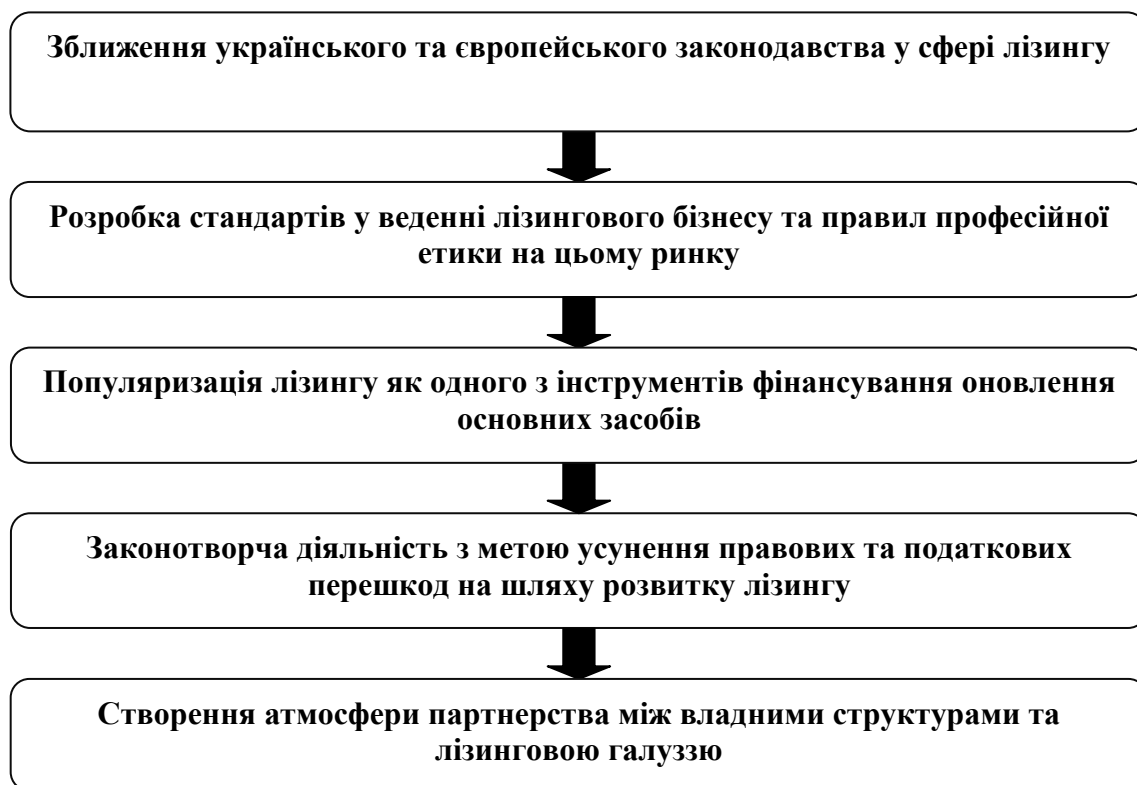 Зближення українського та європейського законодавства у сфері лізингу
Розробка стандартів у веденні лізингового бізнесу та правил професійної
етики на цьому ринку
Популяризація лізингу як одного з інструментів фінансування оновлення
основних засобів
Законотворча діяльність з метою усунення правових та податкових
перешкод на шляху розвитку лізингу
Створення атмосфери партнерства між владними структурами та
лізинговою галуззю